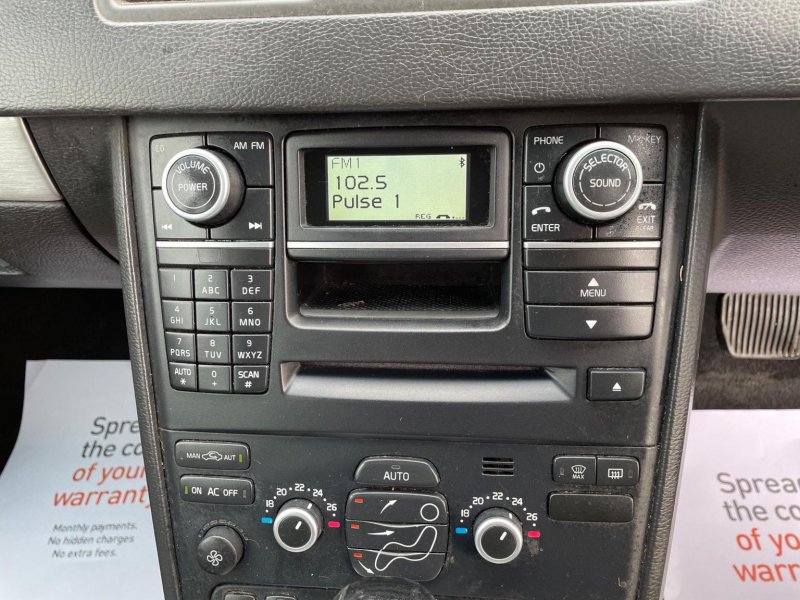 CD
AM FM
VOLUME
POWER
FM1
102.5
Pulse 1
REG
PHONE
MY KEY
SELECTOR
SOUND
ENTER
EXIT
CLEAR
MENU
1
2 ABC
3 DEF
4 GHI
5 JKL
6 MNO
7 PQRS
8 TUV
9 WXYZ
AUTO *
0 +
SCAN #
MAN AUT
ON AC OFF
AUTO
MAX
18 20 22 24 26
18 20 22 24 26
Spre
the co
of your
warranty
Monthly payments.
No hidden charges
No extra fees.
Sprea
the co
of yo
warra